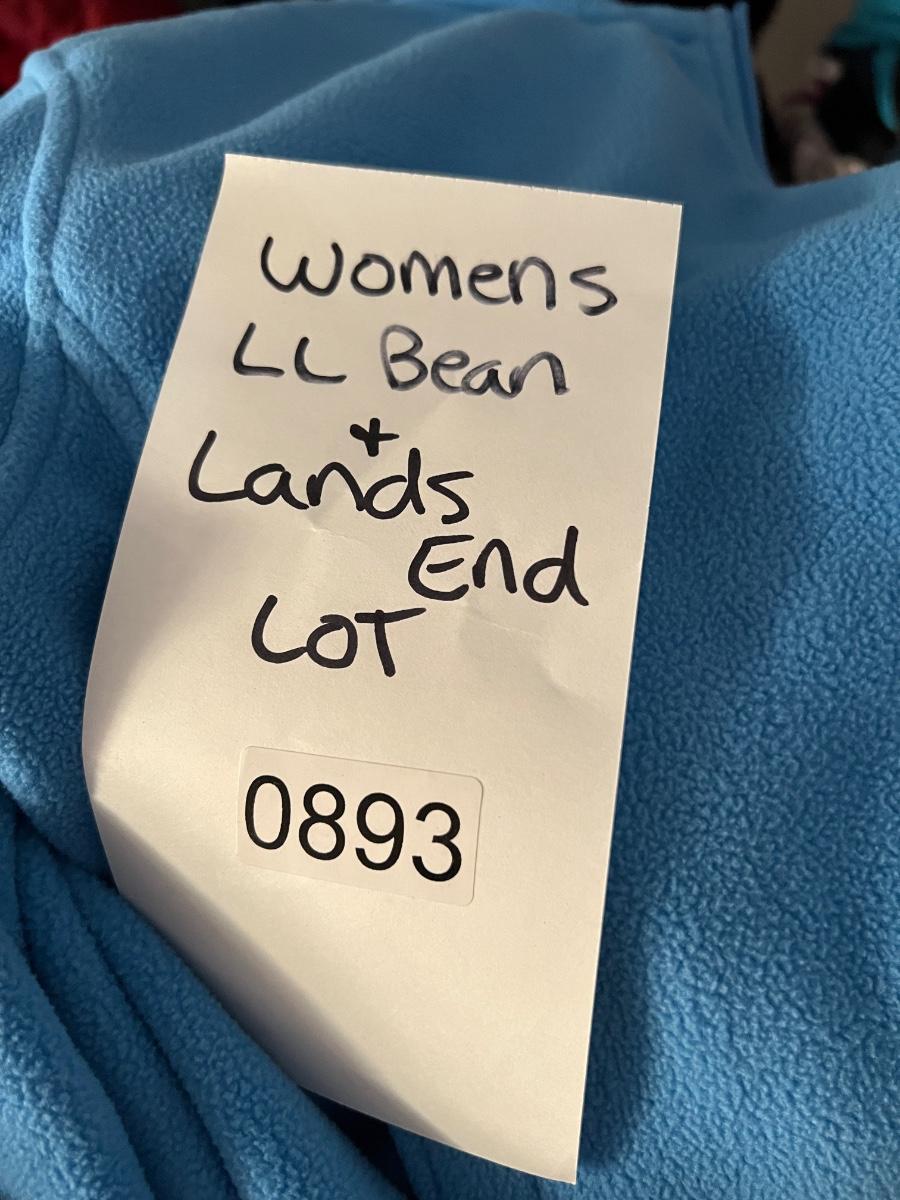 Womens
LL Bean
+
Lands
End
LOT
0893